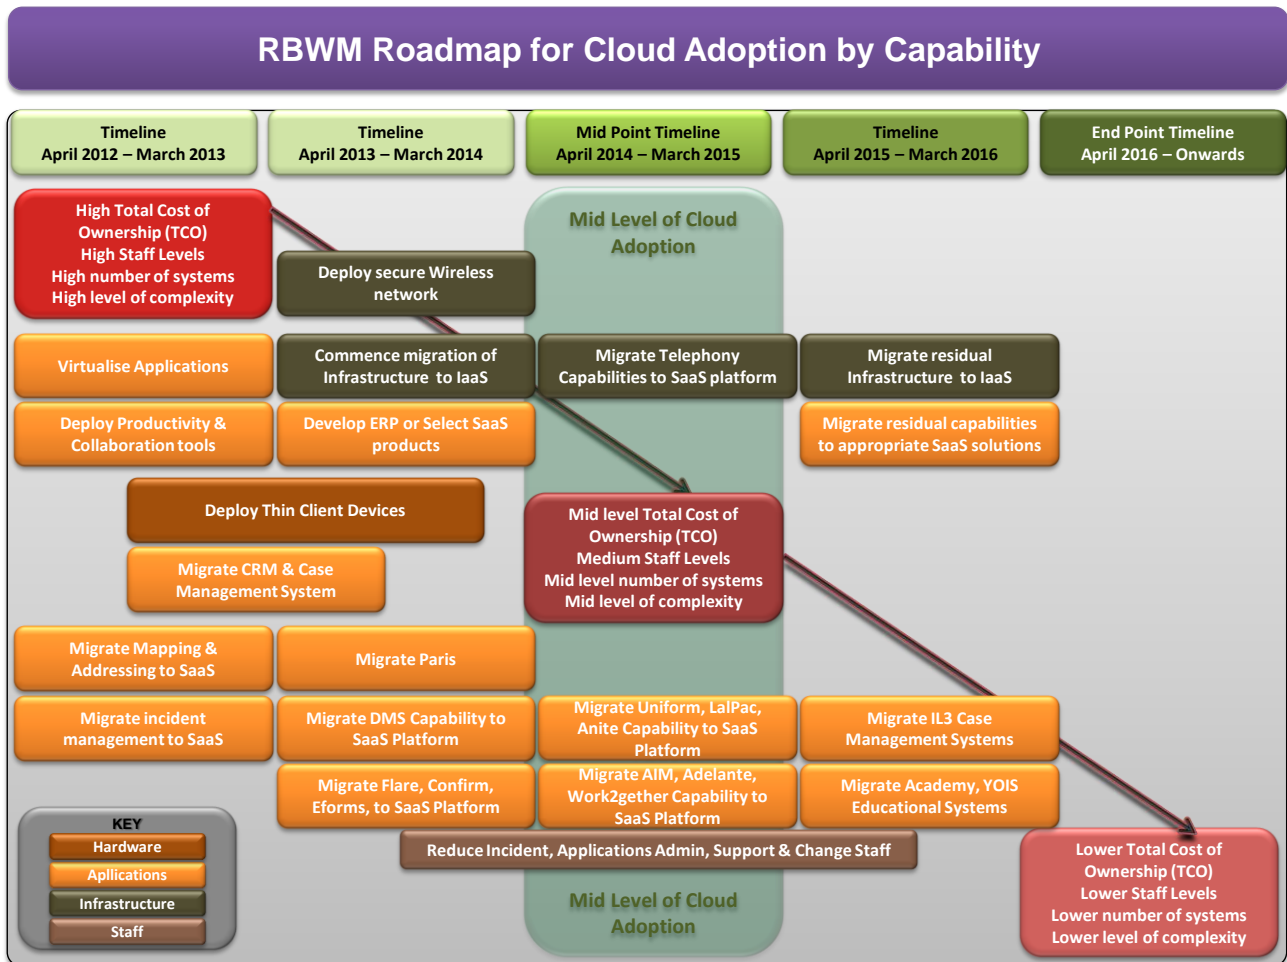 RBWM Roadmap for Cloud Adoption by Capability
Timeline
April 2012 – March 2013
Timeline
April 2013 – March 2014
Mid Point Timeline
April 2014 – March 2015
Timeline
April 2015 – March 2016
End Point Timeline
April 2016 – Onwards
High Total Cost of
Ownership (TCO)
High Staff Levels
High number of systems
High level of complexity
Mid Level of Cloud
Adoption
Deploy secure Wireless
network
Virtualise Applications
Commence migration of
Infrastructure to IaaS
Migrate Telephony
Capabilities to SaaS platform
Migrate residual
Infrastructure to IaaS
Deploy Productivity &
Collaboration tools
Develop ERP or Select SaaS
products
Migrate residual capabilities
to appropriate SaaS solutions
Deploy Thin Client Devices
Mid level Total Cost of
Ownership (TCO)
Medium Staff Levels
Mid level number of systems
Mid level of complexity
Migrate CRM & Case
Management System
Migrate Mapping &
Addressing to SaaS
Migrate Paris
Migrate incident
management to SaaS
Migrate DMS Capability to
SaaS Platform
Migrate Uniform, LalPac,
Anite Capability to SaaS
Platform
Migrate IL3 Case
Management Systems
Migrate Flare, Confirm,
Eforms, to SaaS Platform
Migrate AIM, Adelante,
Work2gether Capability to
SaaS Platform
Migrate Academy, YOIS
Educational Systems
KEY
Hardware
Apllications
Infrastructure
Staff
Reduce Incident, Applications Admin, Support & Change Staff
Mid Level of Cloud
Adoption
Lower Total Cost of
Ownership (TCO)
Lower Staff Levels
Lower number of systems
Lower level of complexity